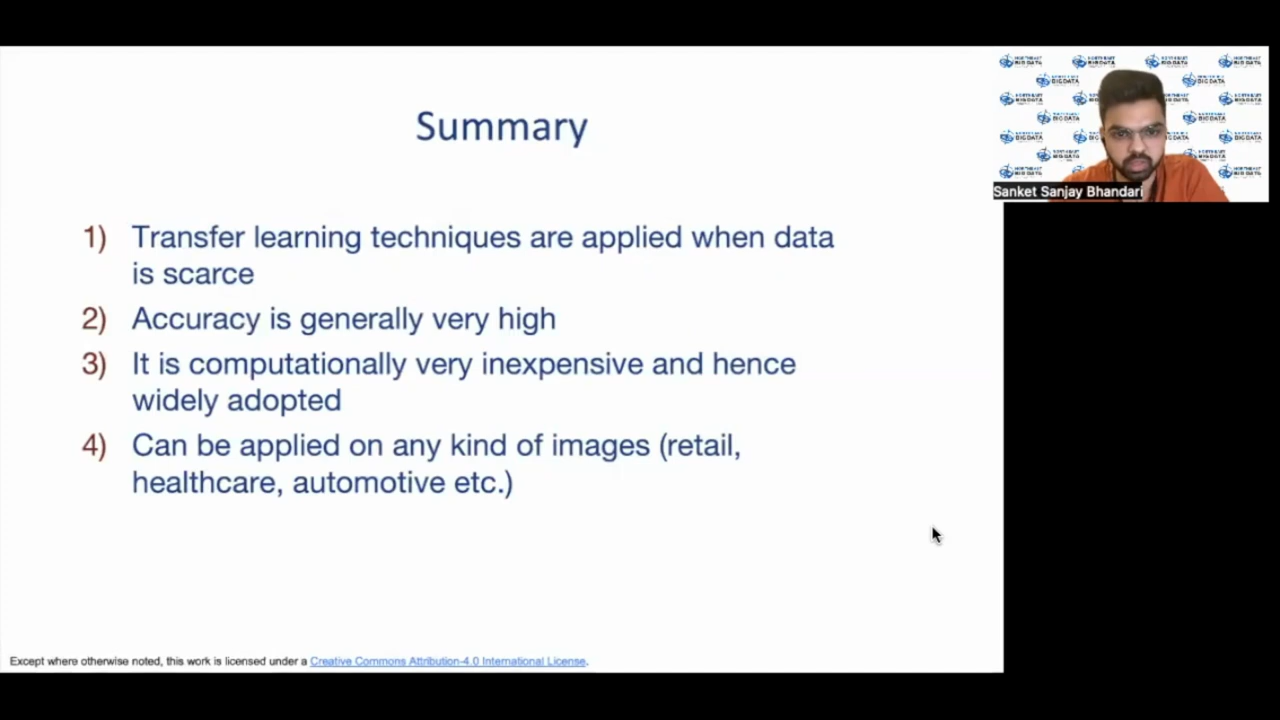 Summary
1) Transfer learning techniques are applied when data
is scarce
2) Accuracy is generally very high
3) It is computationally very inexpensive and hence
widely adopted
4) Can be applied on any kind of images (retail,
healthcare, automotive etc.)
Sanket Sanjay Bhandari
NORTHEAST
BIG DATA
Except where otherwise noted, this work is licensed under a Creative Commons Attribution-4.0 International License.